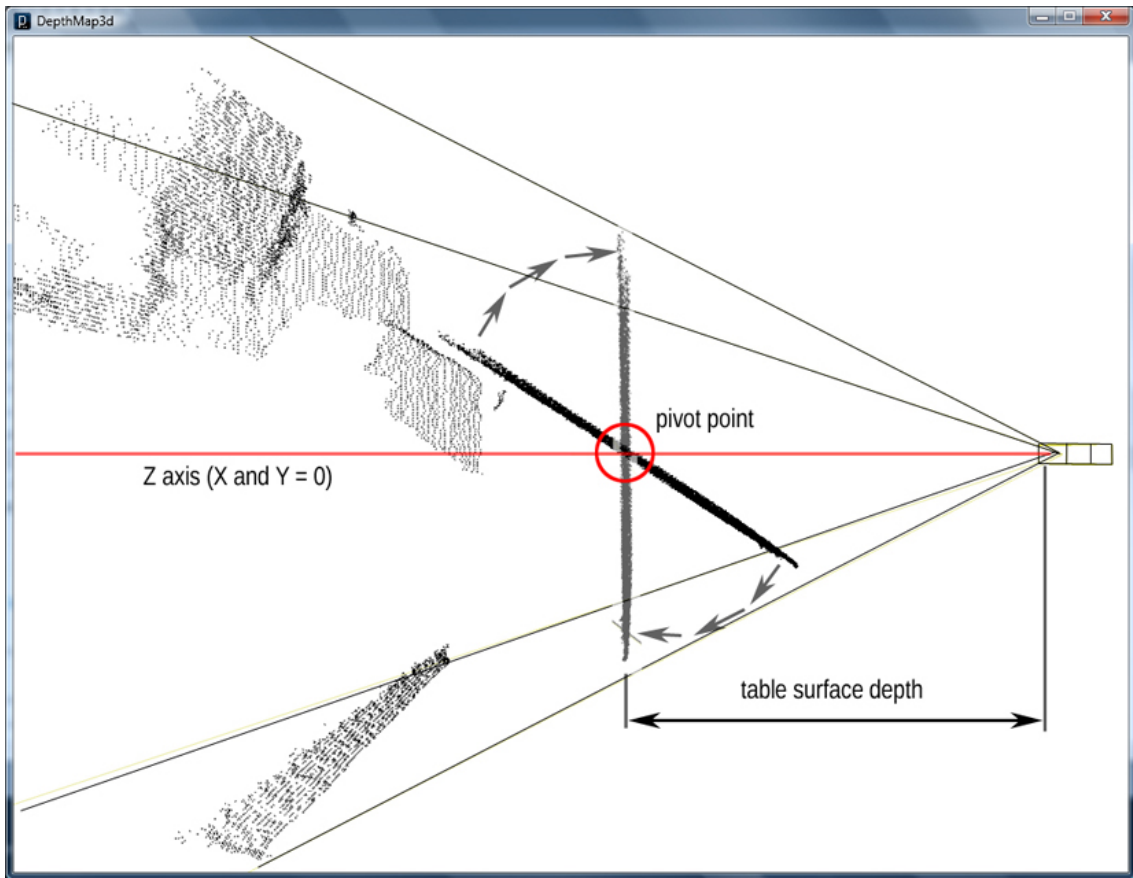 DepthMap3d
pivot point
Z axis (X and Y = 0)
table surface depth